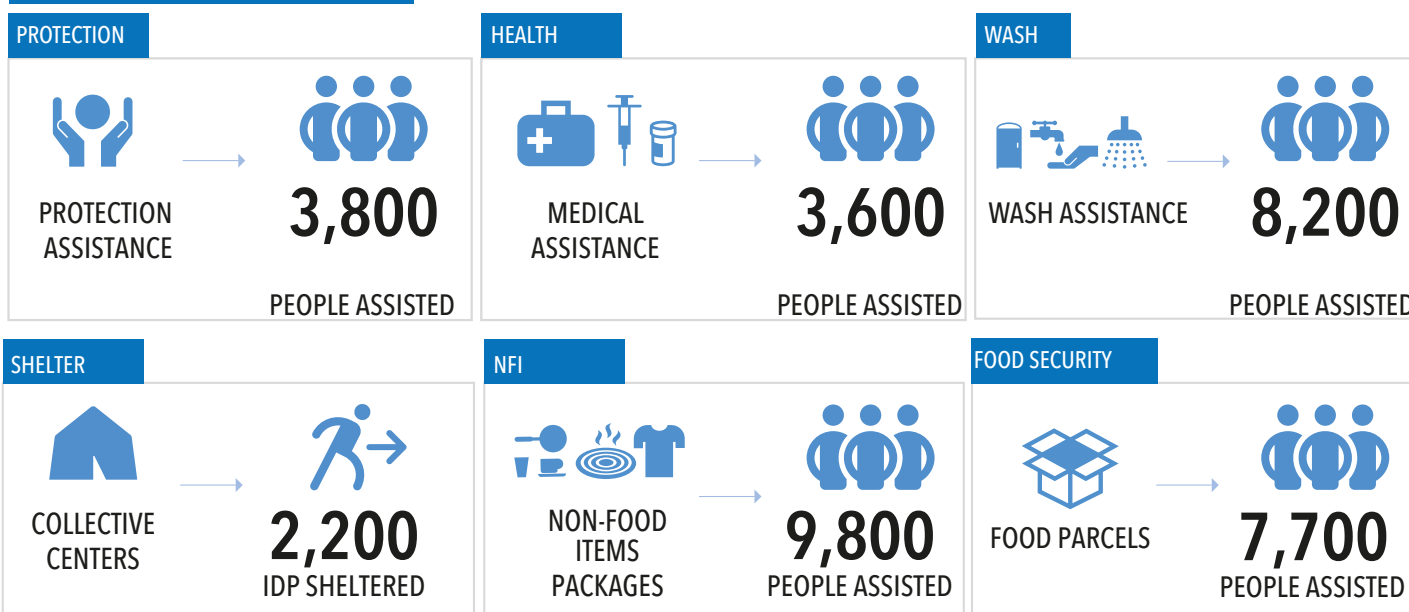 PROTECTION
PROTECTION
ASSISTANCE
3,800
PEOPLE ASSISTED
HEALTH
MEDICAL
ASSISTANCE
3,600
PEOPLE ASSISTED
WASH
WASH ASSISTANCE
8,200
PEOPLE ASSISTED
SHELTER
COLLECTIVE
CENTERS
2,200
IDP SHELTERED
NFI
NON-FOOD
ITEMS
PACKAGES
9,800
PEOPLE ASSISTED
FOOD SECURITY
FOOD PARCELS
7,700
PEOPLE ASSISTED